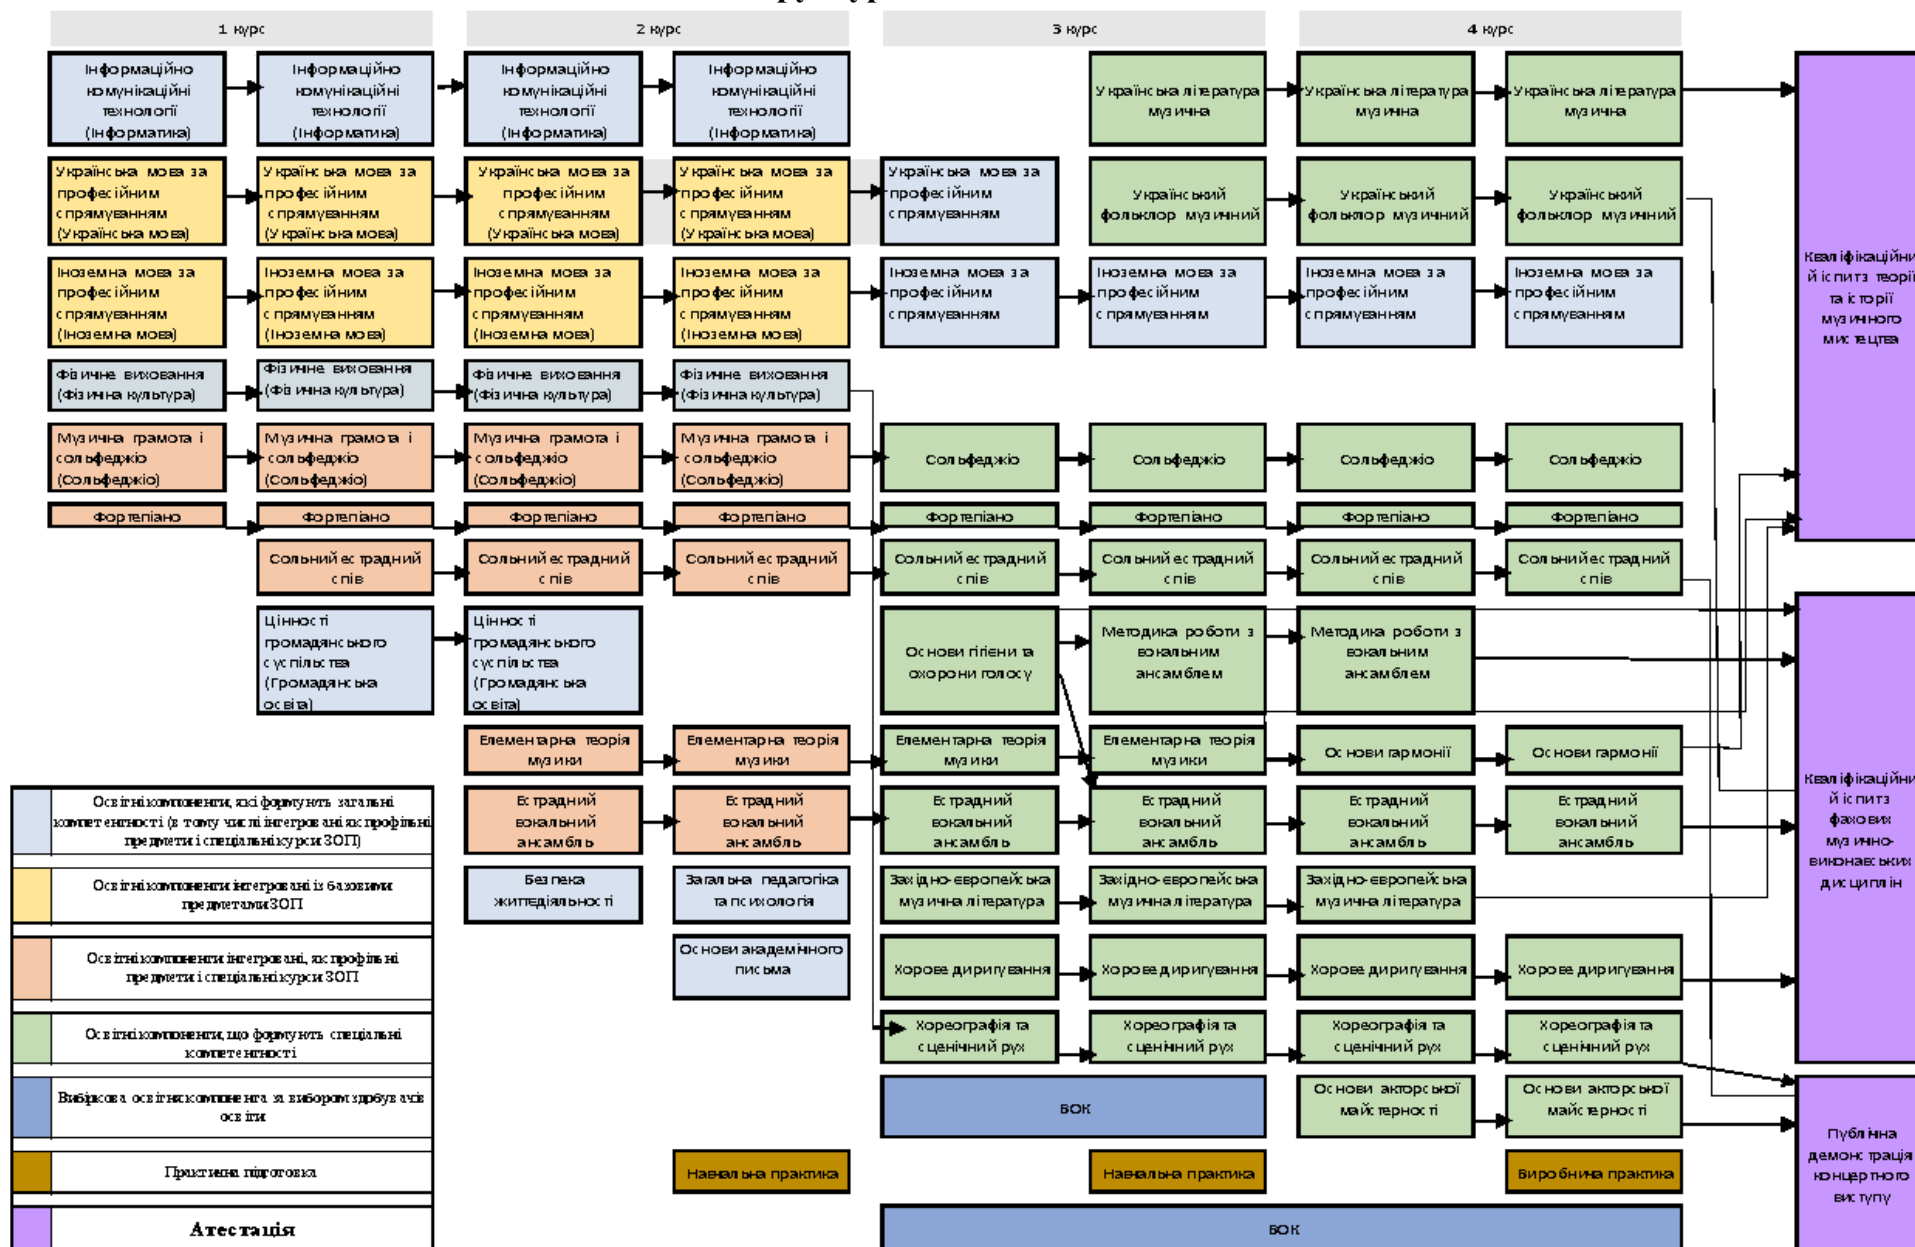 1 курс
2 курс
3 курс
4 курс
Інформаційно
комунікаційні
технології
(Інформатика)
Інформаційно
комунікаційні
технології
(Інформатика)
Інформаційно
комунікаційні
технології
(Інформатика)
Інформаційно
комунікаційні
технології
(Інформатика)
Українська література
музична
Українська література
музична
Українська література
музична
Українська мова за
професійним
спрямуванням
(Українська мова)
Українська мова за
професійним
спрямуванням
(Українська мова)
Українська мова за
професійним
спрямуванням
(Українська мова)
Українська мова за
професійним
спрямуванням
(Українська мова)
Українська мова за
професійним
спрямуванням
Український
фольклор музичний
Український
фольклор музичний
Український
фольклор музичний
Іноземна мова за
професійним
спрямуванням
(Іноземна мова)
Іноземна мова за
професійним
спрямуванням
(Іноземна мова)
Іноземна мова за
професійним
спрямуванням
(Іноземна мова)
Іноземна мова за
професійним
спрямуванням
(Іноземна мова)
Іноземна мова за
професійним
спрямуванням
Іноземна мова за
професійним
спрямуванням
Іноземна мова за
професійним
спрямуванням
Іноземна мова за
професійним
спрямуванням
Кваліфікаційни
й іспит з теорії
та історії
музичного
мистецтва
Фізичне виховання
(Фізична культура)
Фізичне виховання
(Фізична культура)
Фізичне виховання
(Фізична культура)
Фізичне виховання
(Фізична культура)
Музична грамота і
сольфеджіо
(Сольфеджіо)
Музична грамота і
сольфеджіо
(Сольфеджіо)
Музична грамота і
сольфеджіо
(Сольфеджіо)
Музична грамота і
сольфеджіо
(Сольфеджіо)
Сольфеджіо
Сольфеджіо
Сольфеджіо
Сольфеджіо
Фортепіано
Фортепіано
Фортепіано
Фортепіано
Фортепіано
Фортепіано
Фортепіано
Фортепіано
Сольний естрадний
спів
Сольний естрадний
спів
Сольний естрадний
спів
Сольний естрадний
спів
Сольний естрадний
спів
Сольний естрадний
спів
Сольний естрадний
спів
Цінності
громадянського
суспільства
(Громадянська
освіта)
Цінності
громадянського
суспільства
(Громадянська
освіта)
Основи гігієни та
охорони голосу
Методика роботи з
вокальним
ансамблем
Методика роботи з
вокальним
ансамблем
Елементарна теорія
музики
Елементарна теорія
музики
Елементарна теорія
музики
Елементарна теорія
музики
Основи гармонії
Основи гармонії
Кваліфікаційни
й іспит з
фахових
музично-
виконавських
дисциплін
Естрадний
вокальний
ансамбль
Естрадний
вокальний
ансамбль
Естрадний
вокальний
ансамбль
Естрадний
вокальний
ансамбль
Естрадний
вокальний
ансамбль
Естрадний
вокальний
ансамбль
Безпека
життєдіяльності
Загальна педагогіка
та психологія
Західно-європейська
музична література
Західно-європейська
музична література
Західно-європейська
музична література
Основи академічного
письма
Хорове диригування
Хорове диригування
Хорове диригування
Хорове диригування
Хореографія та
сценічний рух
Хореографія та
сценічний рух
Хореографія та
сценічний рух
Хореографія та
сценічний рух
ВОК
Основи акторської
майстерності
Основи акторської
майстерності
Публічна
демонстрація
концертного
виступу
Навчальна практика
Навчальна практика
Виробнича практика
ВОК
Освітні компоненти, які формують загальні
компетентності (в тому числі інтегровані як профільні
предмети і спеціальні курси ЗОП)
Освітні компоненти інтегровані із базовими
предметами ЗОП
Освітні компоненти інтегровані, як профільні
предмети і спеціальні курси ЗОП
Освітні компоненти, що формують спеціальні
компетентності
Вибіркова освітня компонента за вибором здобувачів
освіти
Практична підготовка
Атестація